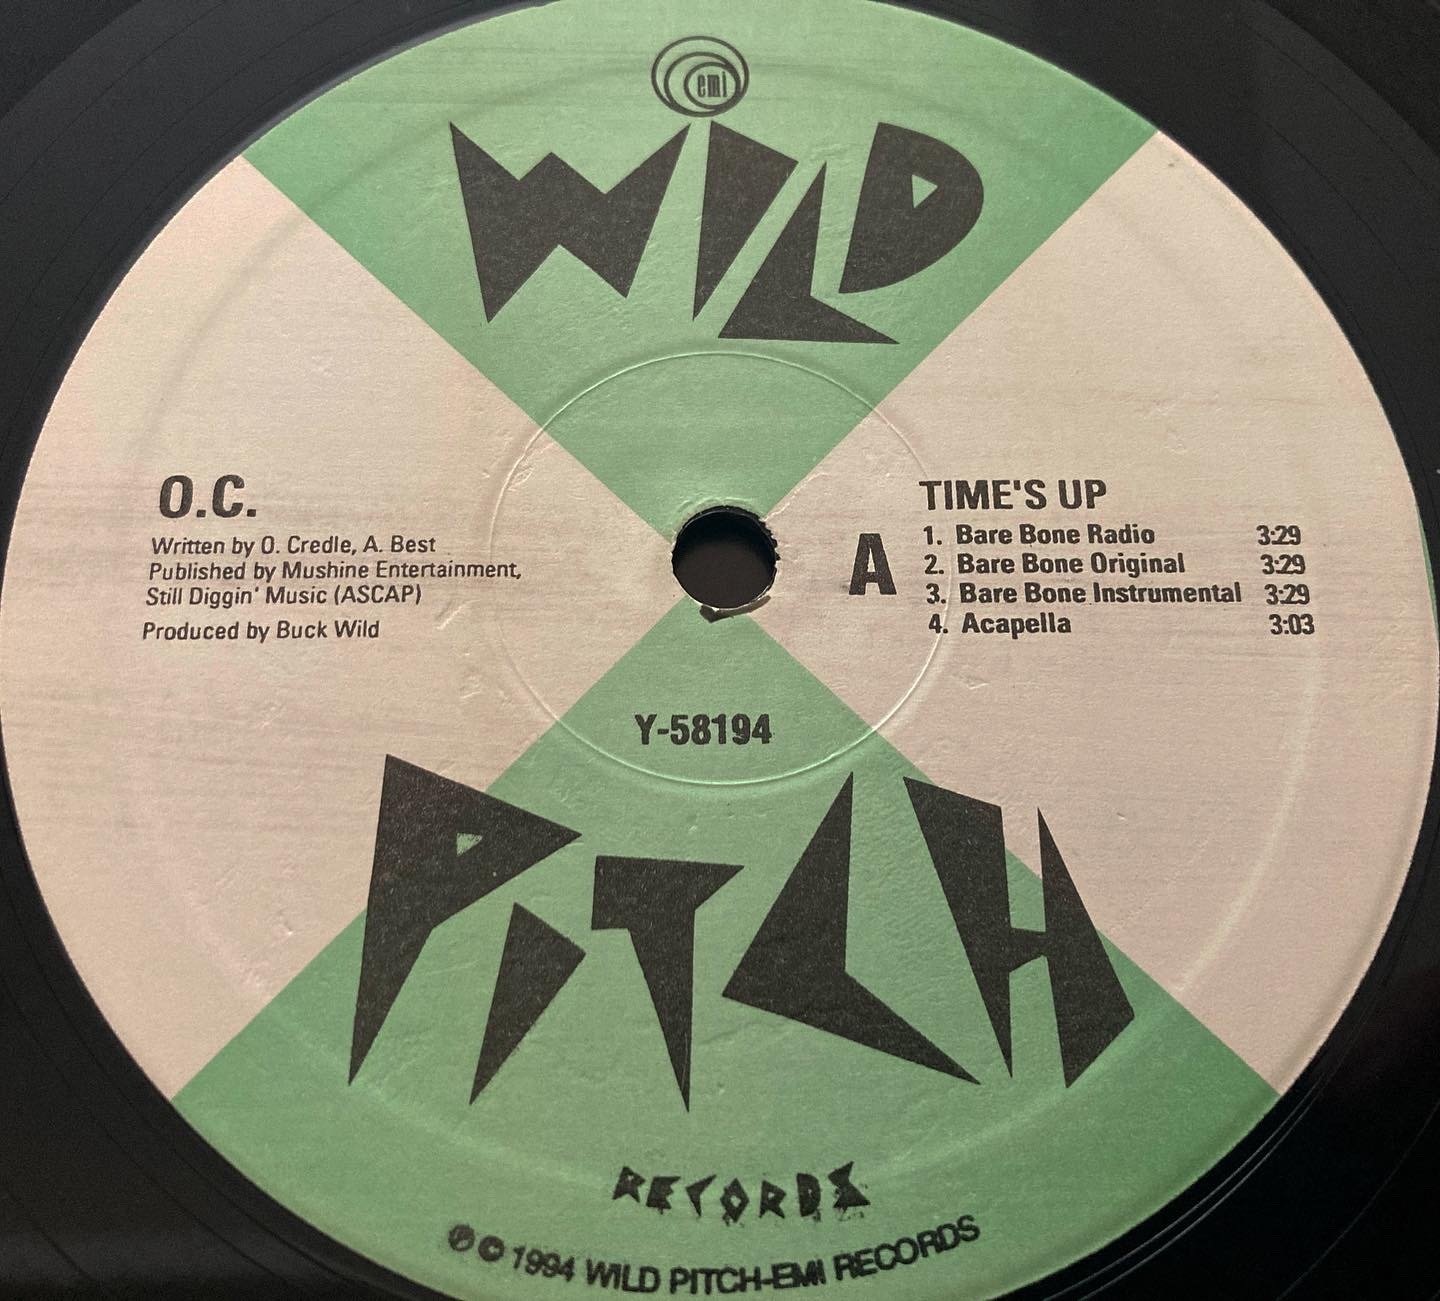 emi
WILD
O.C.
Written by O. Credle, A. Best
Published by Mushine Entertainment,
Still Diggin' Music (ASCAP)
Produced by Buck Wild
A
TIME'S UP
1. Bare Bone Radio 3:29
2. Bare Bone Original 3:29
3. Bare Bone Instrumental 3:29
4. Acapella 3:03
Y-58194
PITCH
RECORDS
℗ © 1994 WILD PITCH-EMI RECORDS